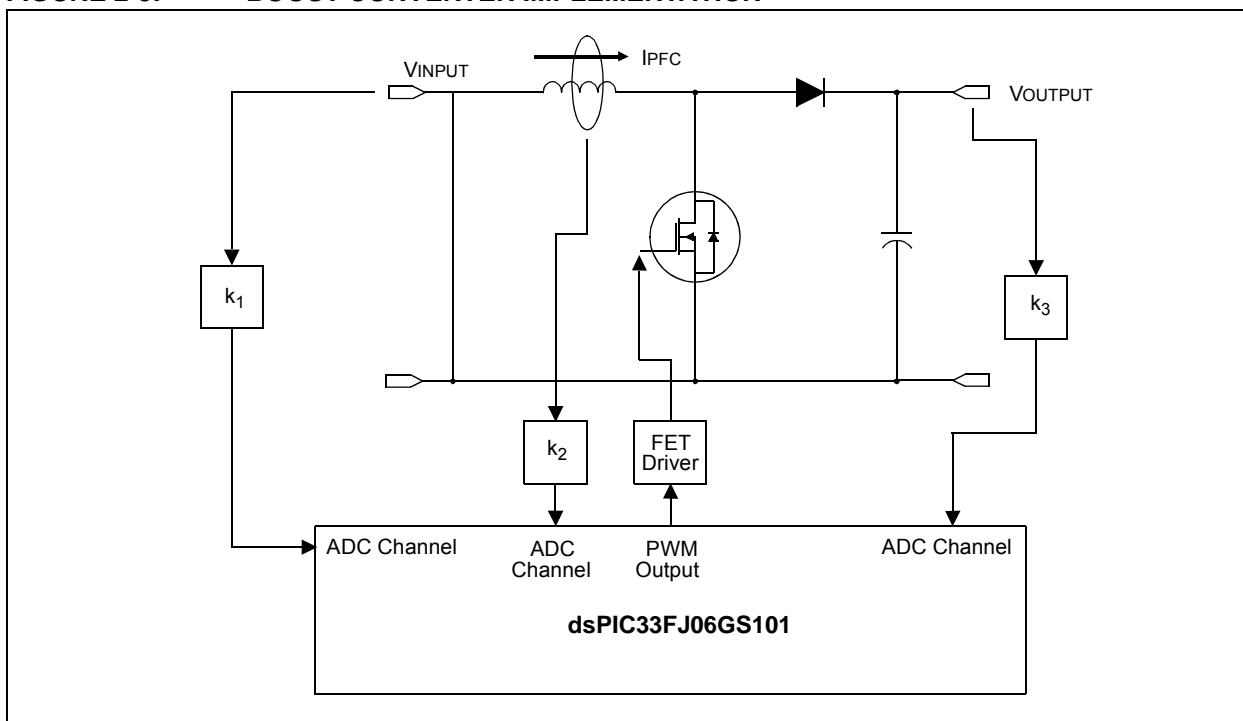 IPFC
VINPUT
VOUTPUT
k1
k3
k2
FET
Driver
ADC Channel
ADC
Channel
PWM
Output
ADC Channel
dsPIC33FJ06GS101